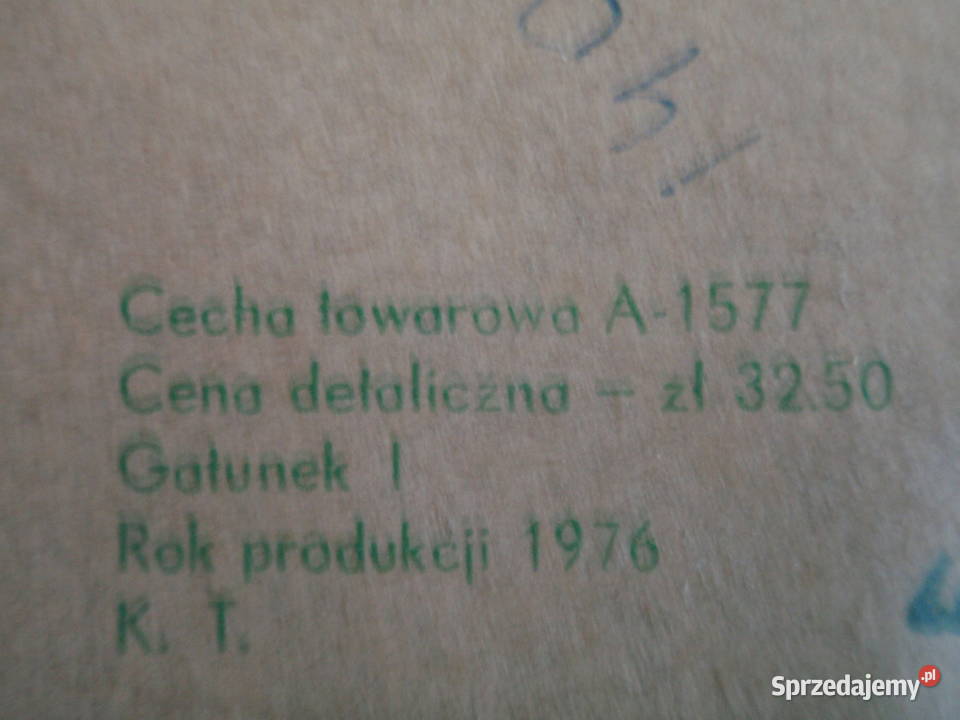 Cecha towarowa A-1577
Cena detaliczna – zł 32.50
Gatunek I
Rok produkcji 1976
K. T.
Sprzedajemy.pl